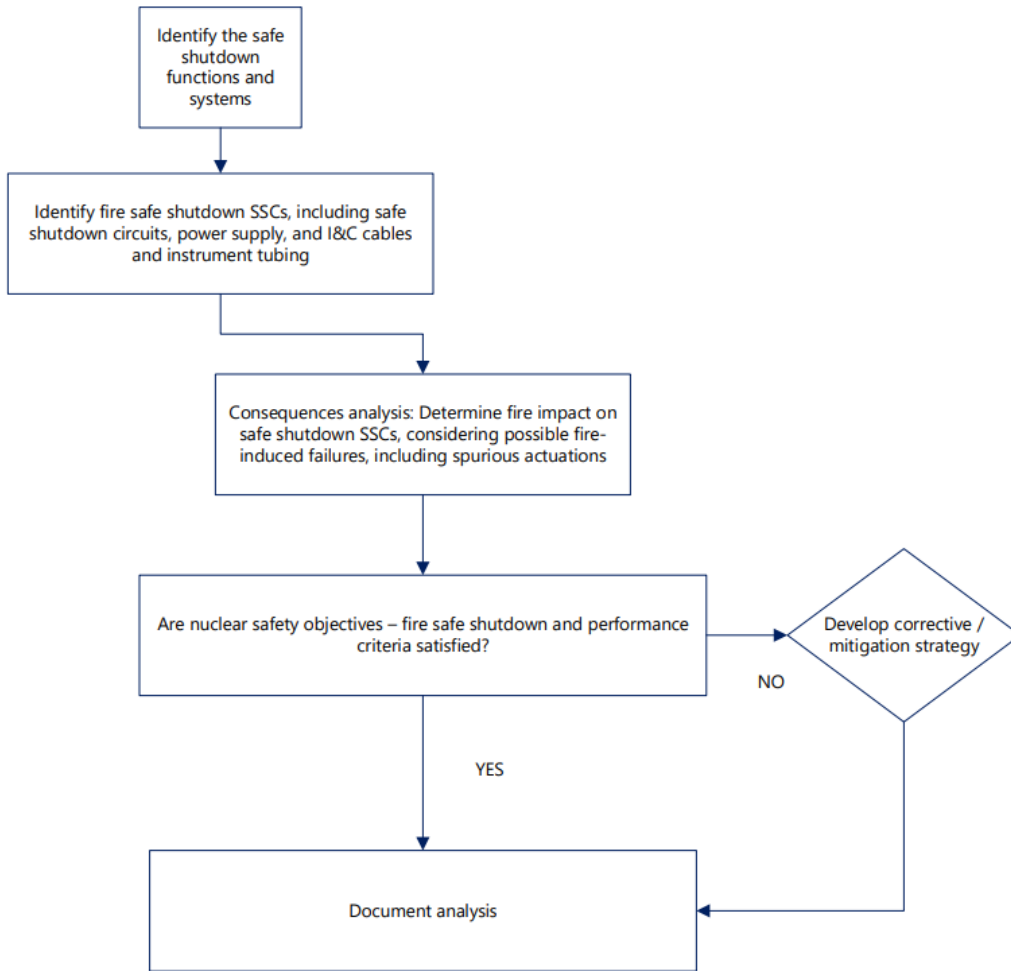 Identify the safe
shutdown
functions and
systems
Identify fire safe shutdown SSCs, including safe
shutdown circuits, power supply, and I&C cables
and instrument tubing
Consequences analysis: Determine fire impact on
safe shutdown SSCs, considering possible fire-
induced failures, including spurious actuations
Are nuclear safety objectives – fire safe shutdown and performance
criteria satisfied?
Develop corrective /
mitigation strategy
NO
YES
Document analysis